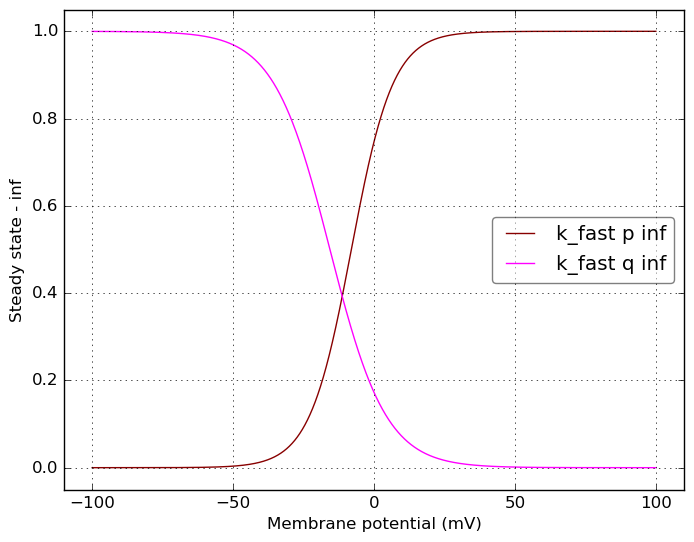 1.0
0.8
0.6
0.4
0.2
0.0
Steady state - inf
k_fast p inf
k_fast q inf
−100
−50
0
50
100
Membrane potential (mV)